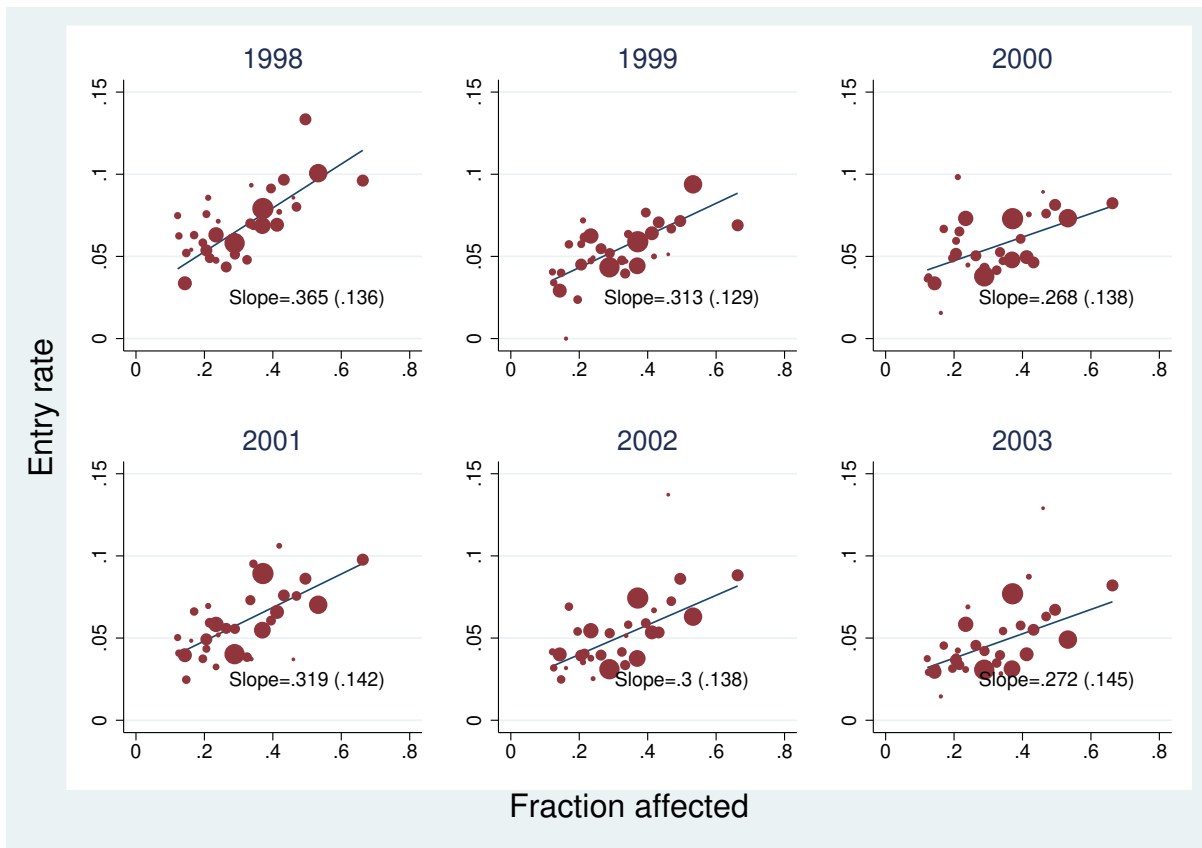 1998
1999
2000
.15
.1
.05
0
0 .2 .4 .6 .8
Slope=.365 (.136)
.15
.1
.05
0
0 .2 .4 .6 .8
Slope=.313 (.129)
.15
.1
.05
0
0 .2 .4 .6 .8
Slope=.268 (.138)
Entry rate
2001
2002
2003
.15
.1
.05
0
0 .2 .4 .6 .8
Slope=.319 (.142)
.15
.1
.05
0
0 .2 .4 .6 .8
Slope=.3 (.138)
.15
.1
.05
0
0 .2 .4 .6 .8
Slope=.272 (.145)
Fraction affected